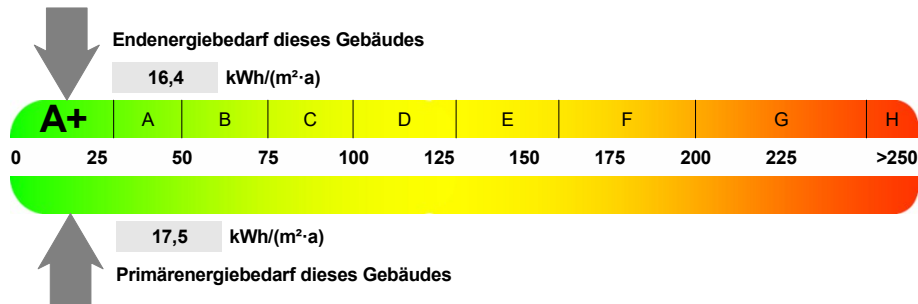 Endenergiebedarf dieses Gebäudes
16,4 kWh/(m²·a)
A+ A B C D E F G H
0 25 50 75 100 125 150 175 200 225 >250
17,5 kWh/(m²·a)
Primärenergiebedarf dieses Gebäudes